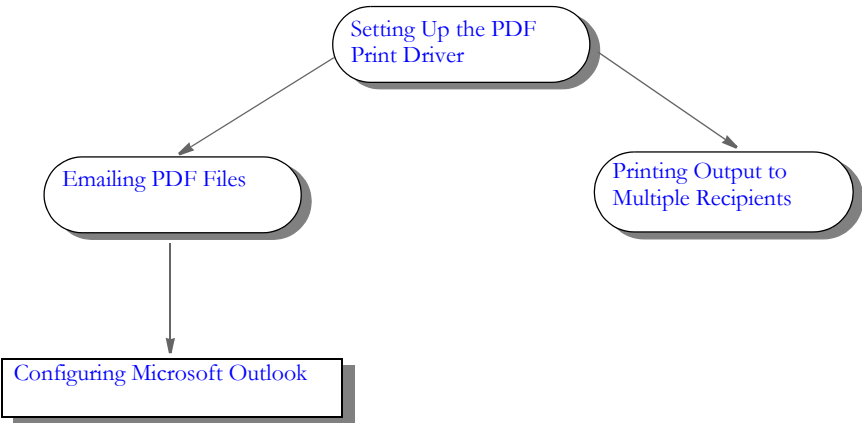 Setting Up the PDF
Print Driver
Emailing PDF Files
Printing Output to
Multiple Recipients
Configuring Microsoft Outlook